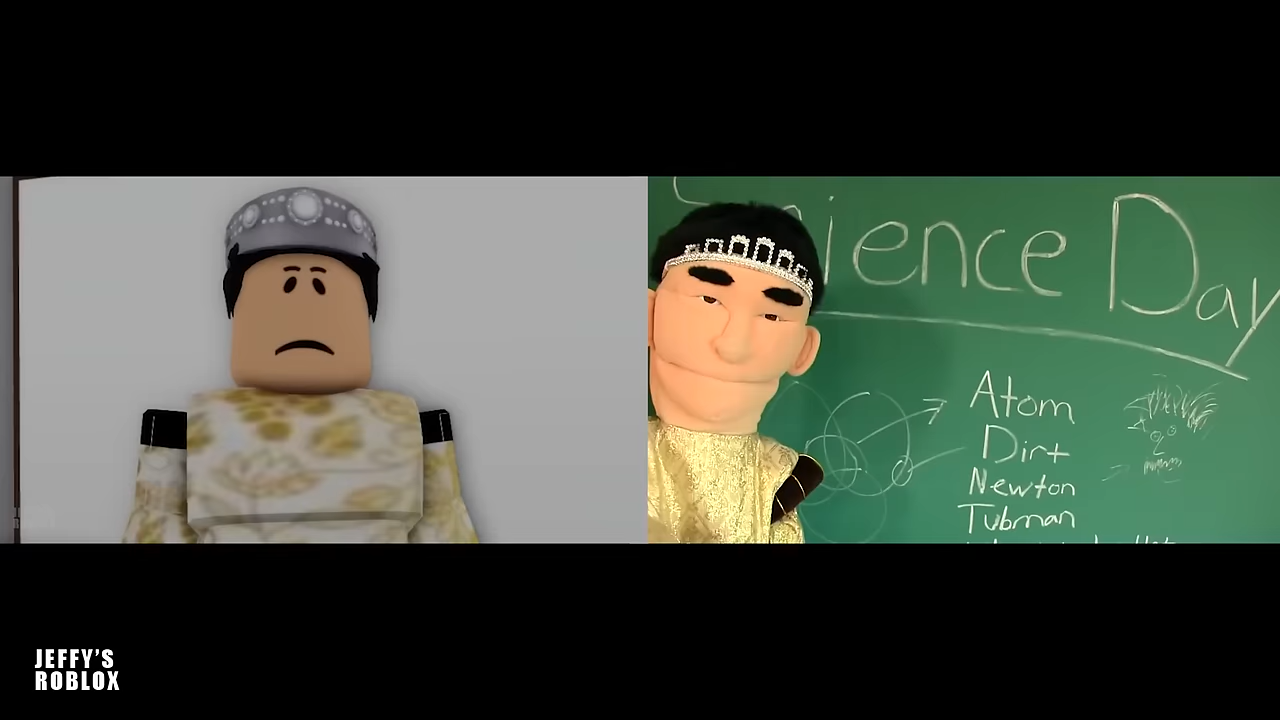 ience Day
Atom
Dirt
Newton
Tubman
JEFFY'S
ROBLOX